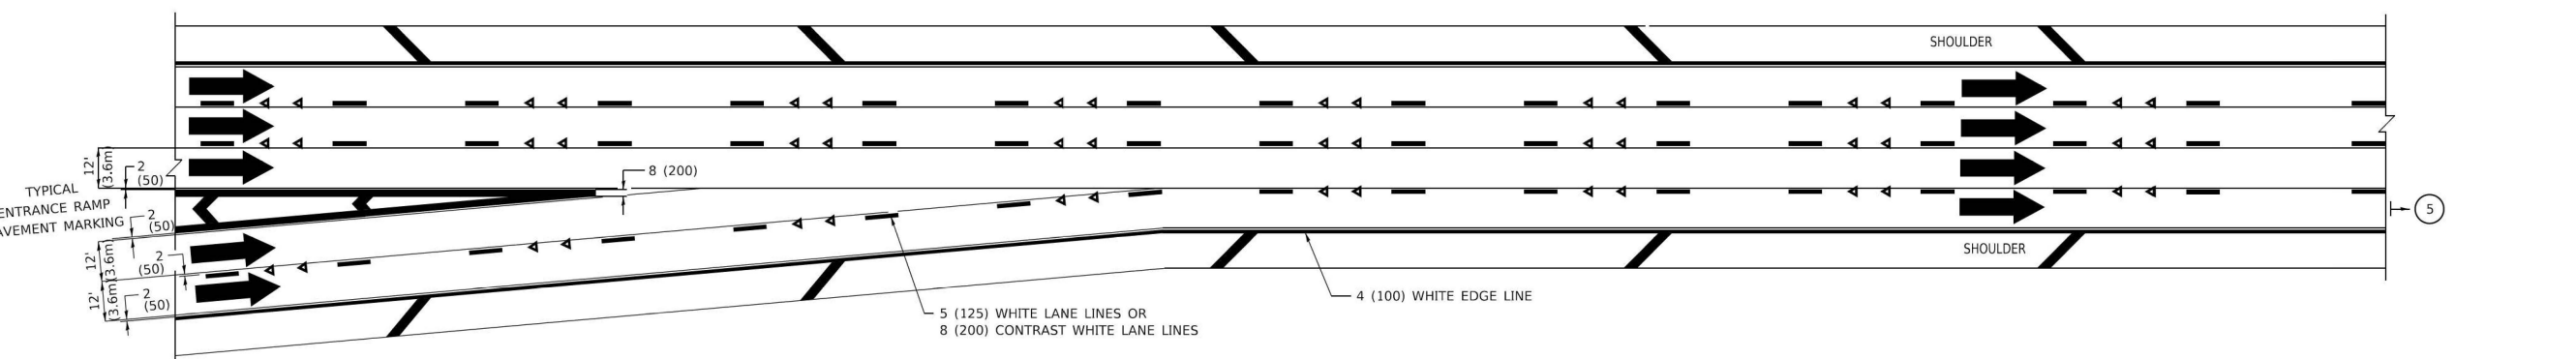 SHOULDER
12'
(3.6m)
2
(50)
8 (200)
TYPICAL
ENTRANCE RAMP
PAVEMENT MARKING
2
(50)
12'
(3.6m)
2
(50)
12'
(3.6m)
2
(50)
5
SHOULDER
4 (100) WHITE EDGE LINE
5 (125) WHITE LANE LINES OR
8 (200) CONTRAST WHITE LANE LINES